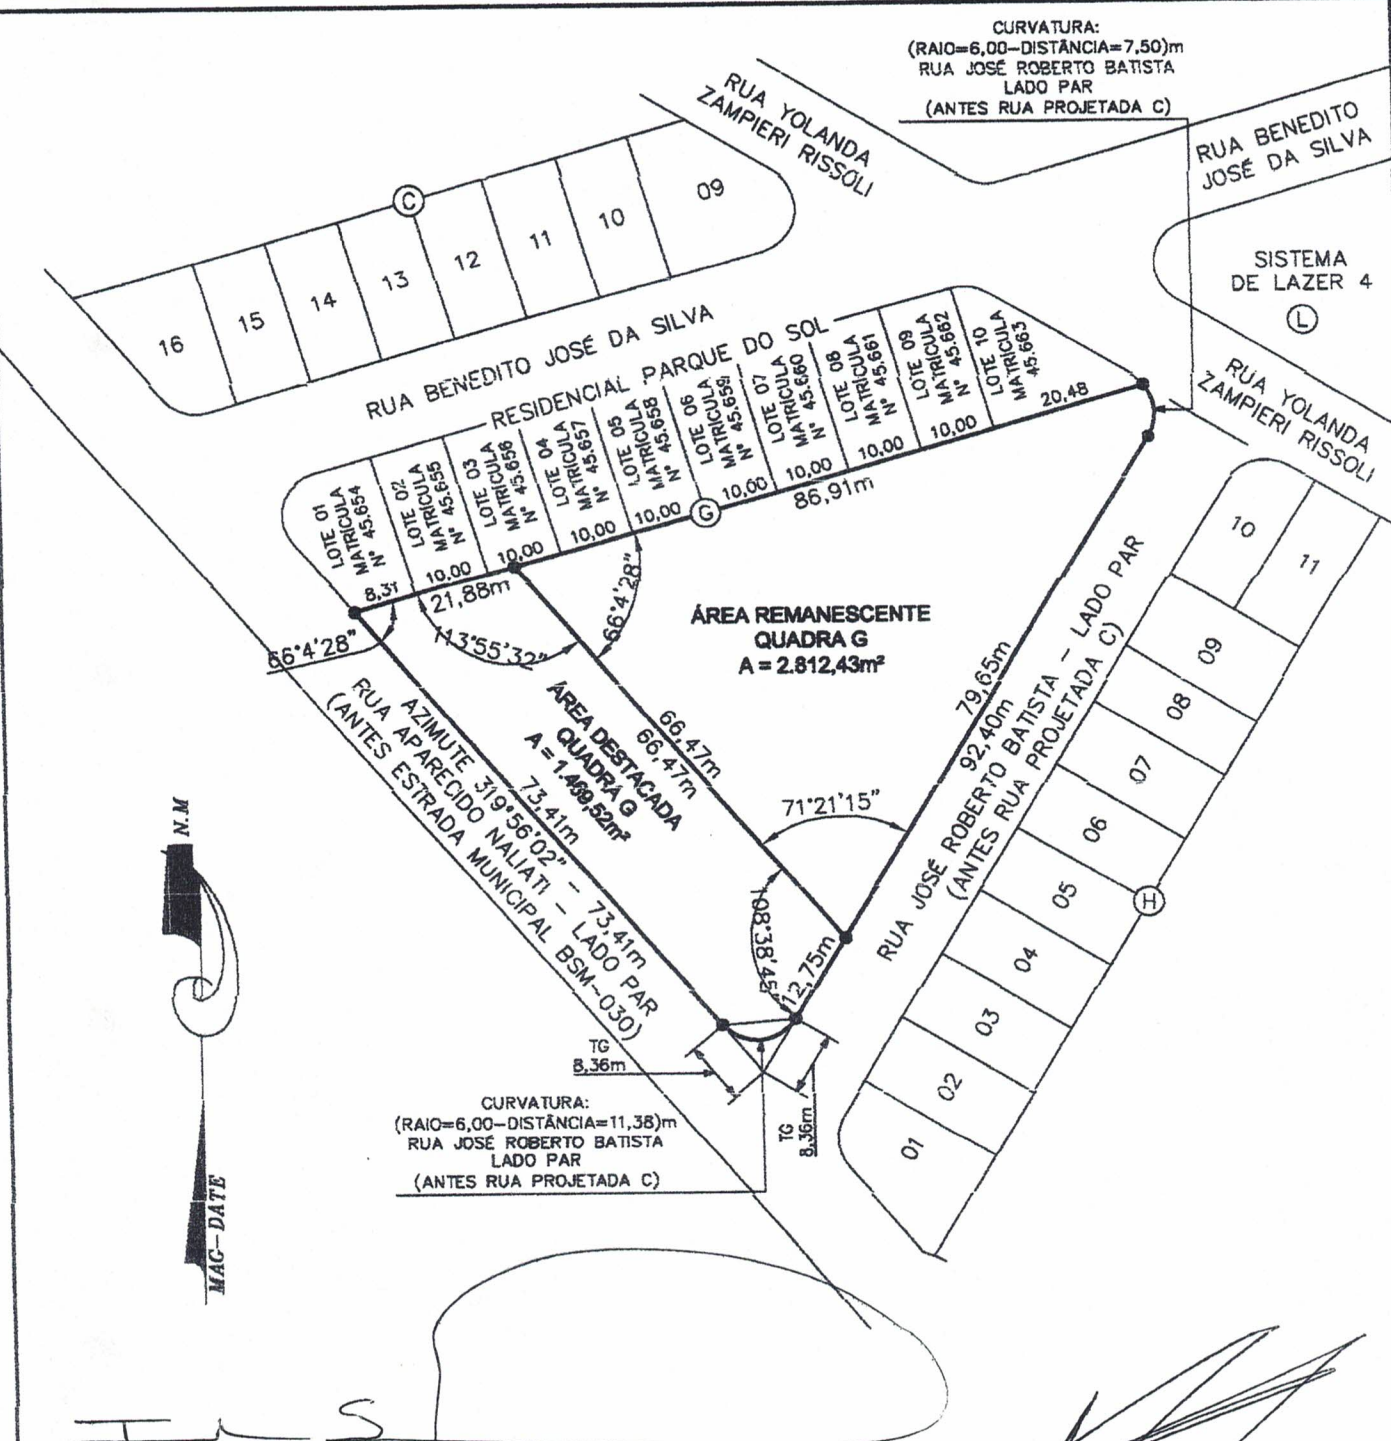 CURVATURA:
(RAIO=6,00-DISTÂNCIA=7,50)m
RUA JOSÉ ROBERTO BATISTA
LADO PAR
(ANTES RUA PROJETADA C)
RUA YOLANDA
ZAMPIERI RISSOLI
RUA BENEDITO
JOSÉ DA SILVA
SISTEMA
DE LAZER 4
L
RUA YOLANDA
ZAMPIERI RISSOLI
C
16
15
14
13
12
11
10
09
RUA BENEDITO JOSÉ DA SILVA
RESIDENCIAL PARQUE DO SOL
LOTE 01
MATRÍCULA
Nº 45.654
LOTE 02
MATRÍCULA
Nº 45.655
LOTE 03
MATRÍCULA
Nº 45.656
LOTE 04
MATRÍCULA
Nº 45.657
LOTE 05
MATRÍCULA
Nº 45.658
LOTE 06
MATRÍCULA
Nº 45.659
LOTE 07
MATRÍCULA
Nº 45.660
LOTE 08
MATRÍCULA
Nº 45.661
LOTE 09
MATRÍCULA
Nº 45.662
LOTE 10
MATRÍCULA
45.663
8,31
10,00
10,00
10,00
10,00
10,00
10,00
10,00
10,00
20,48
G
21,88m
86,91m
66°4'28"
113°55'32"
66°4'28"
ÁREA REMANESCENTE
QUADRA G
A = 2.812,43m²
ÁREA DESTACADA
QUADRA G
A = 1.469,52m²
66,47m
66,47m
79,65m
92,40m
RUA JOSÉ ROBERTO BATISTA - LADO PAR
(ANTES RUA PROJETADA C)
71°21'15"
108°38'45"
12,75m
AZIMUTE 319°56'02" - 73,41m
73,41m
RUA APARECIDO NALIATI - LADO PAR
(ANTES ESTRADA MUNICIPAL BSM-030)
TG
8,36m
TG
8,36m
CURVATURA:
(RAIO=6,00-DISTÂNCIA=11,38)m
RUA JOSÉ ROBERTO BATISTA
LADO PAR
(ANTES RUA PROJETADA C)
10
11
09
08
07
06
05
H
04
03
02
01
N.M
MAG-DATE